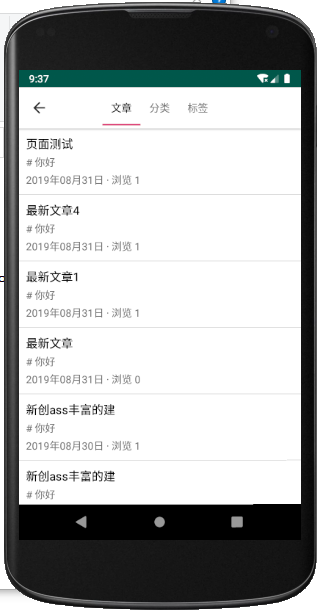 9:37
文章 分类 标签
页面测试
# 你好
2019年08月31日 · 浏览 1
最新文章4
# 你好
2019年08月31日 · 浏览 1
最新文章1
# 你好
2019年08月31日 · 浏览 1
最新文章
# 你好
2019年08月31日 · 浏览 0
新创ass丰富的建
# 你好
2019年08月30日 · 浏览 1
新创ass丰富的建
# 你好